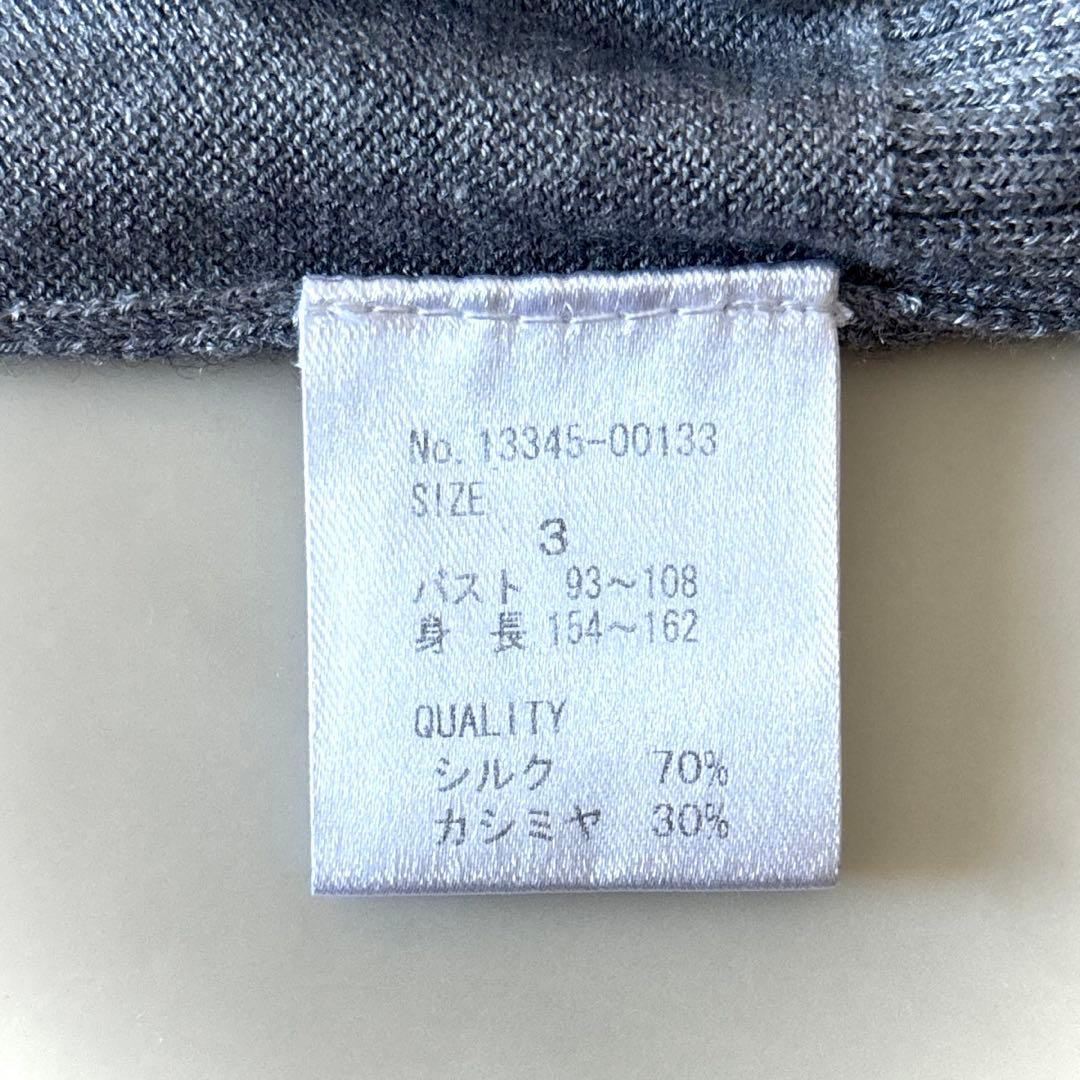 No. 13345-00133
SIZE
3
バスト 93～108
身 長 154～162
QUALITY
シルク 70%
カシミヤ 30%